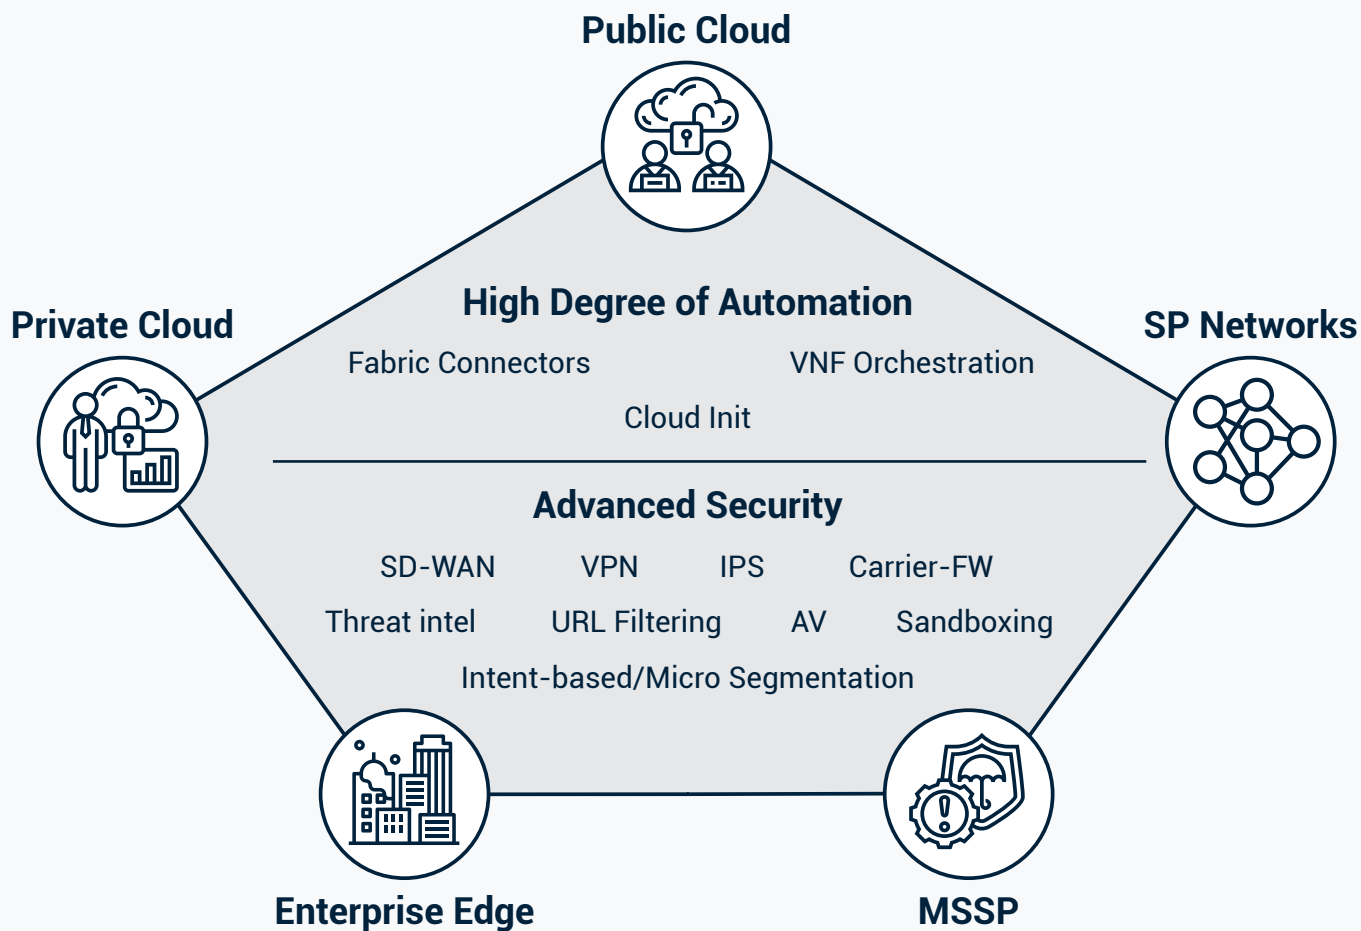 Public Cloud
High Degree of Automation
Private Cloud
SP Networks
Fabric Connectors
VNF Orchestration
Cloud Init
Advanced Security
SD-WAN VPN IPS Carrier-FW
Threat intel URL Filtering AV Sandboxing
Intent-based/Micro Segmentation
Enterprise Edge
MSSP